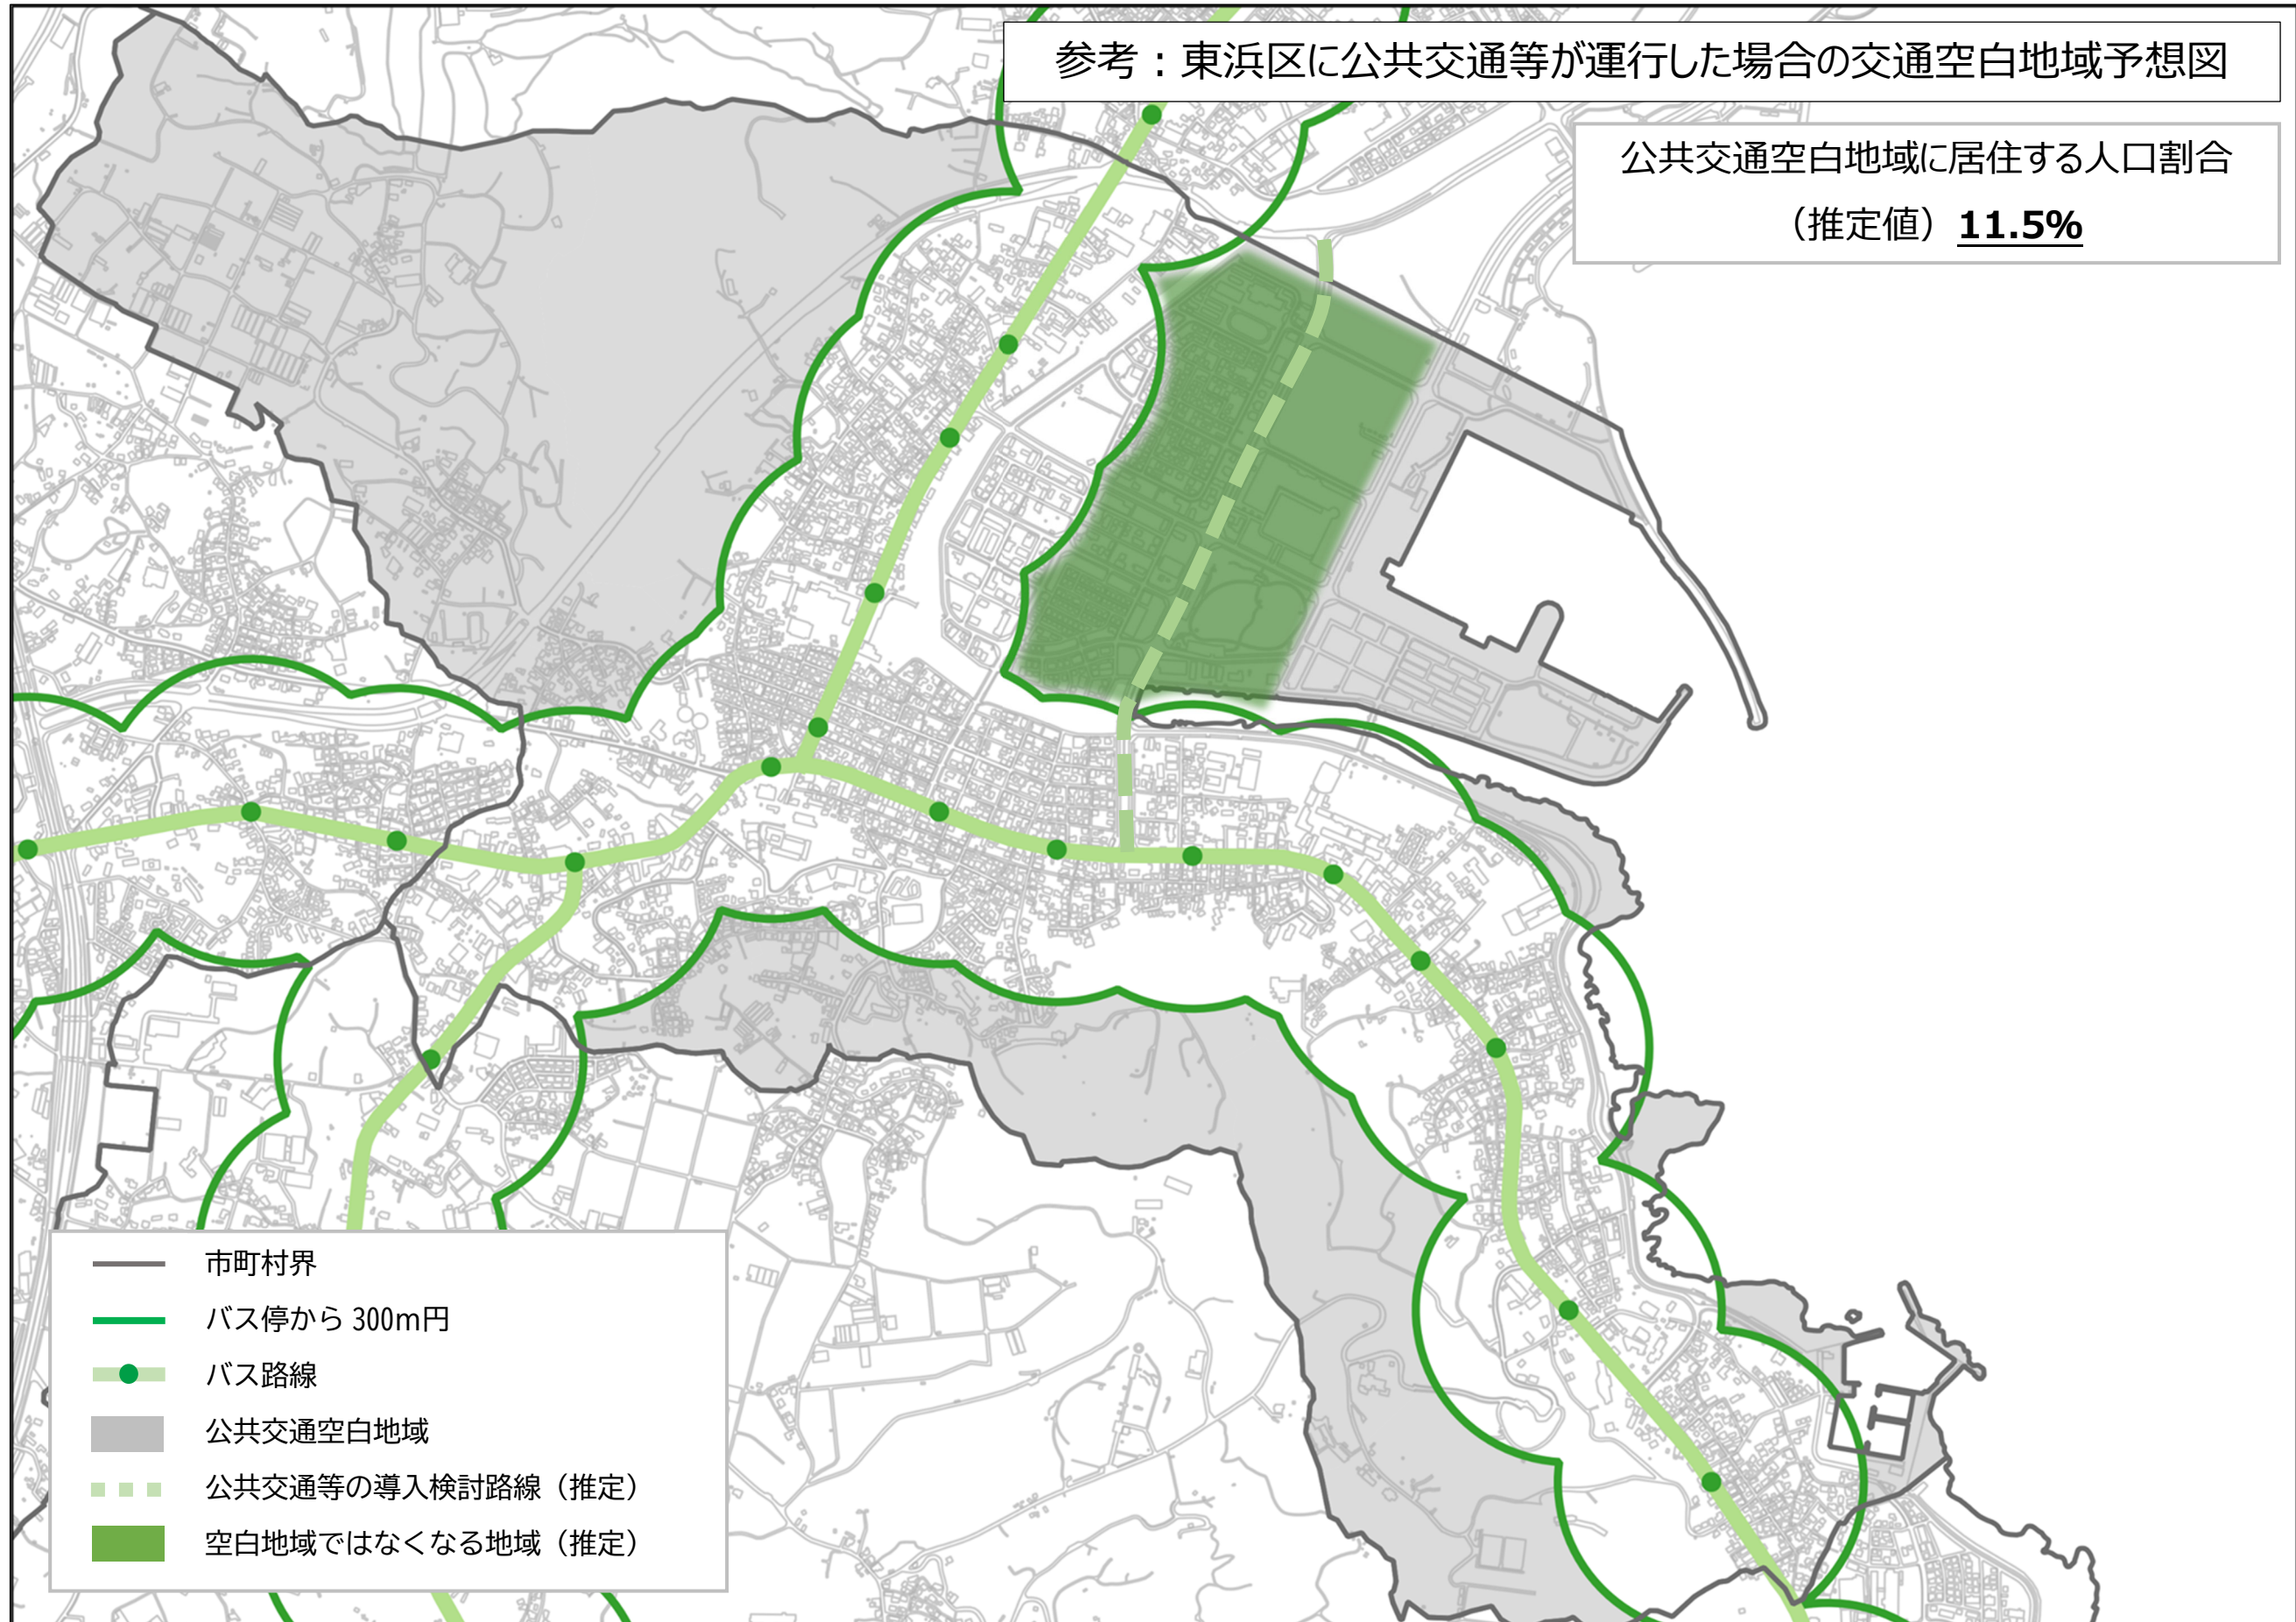 参考：東浜区に公共交通等が運行した場合の交通空白地域予想図
公共交通空白地域に居住する人口割合
（推定値）11.5%
市町村界
バス停から 300m円
バス路線
公共交通空白地域
公共交通等の導入検討路線（推定）
空白地域ではなくなる地域（推定）